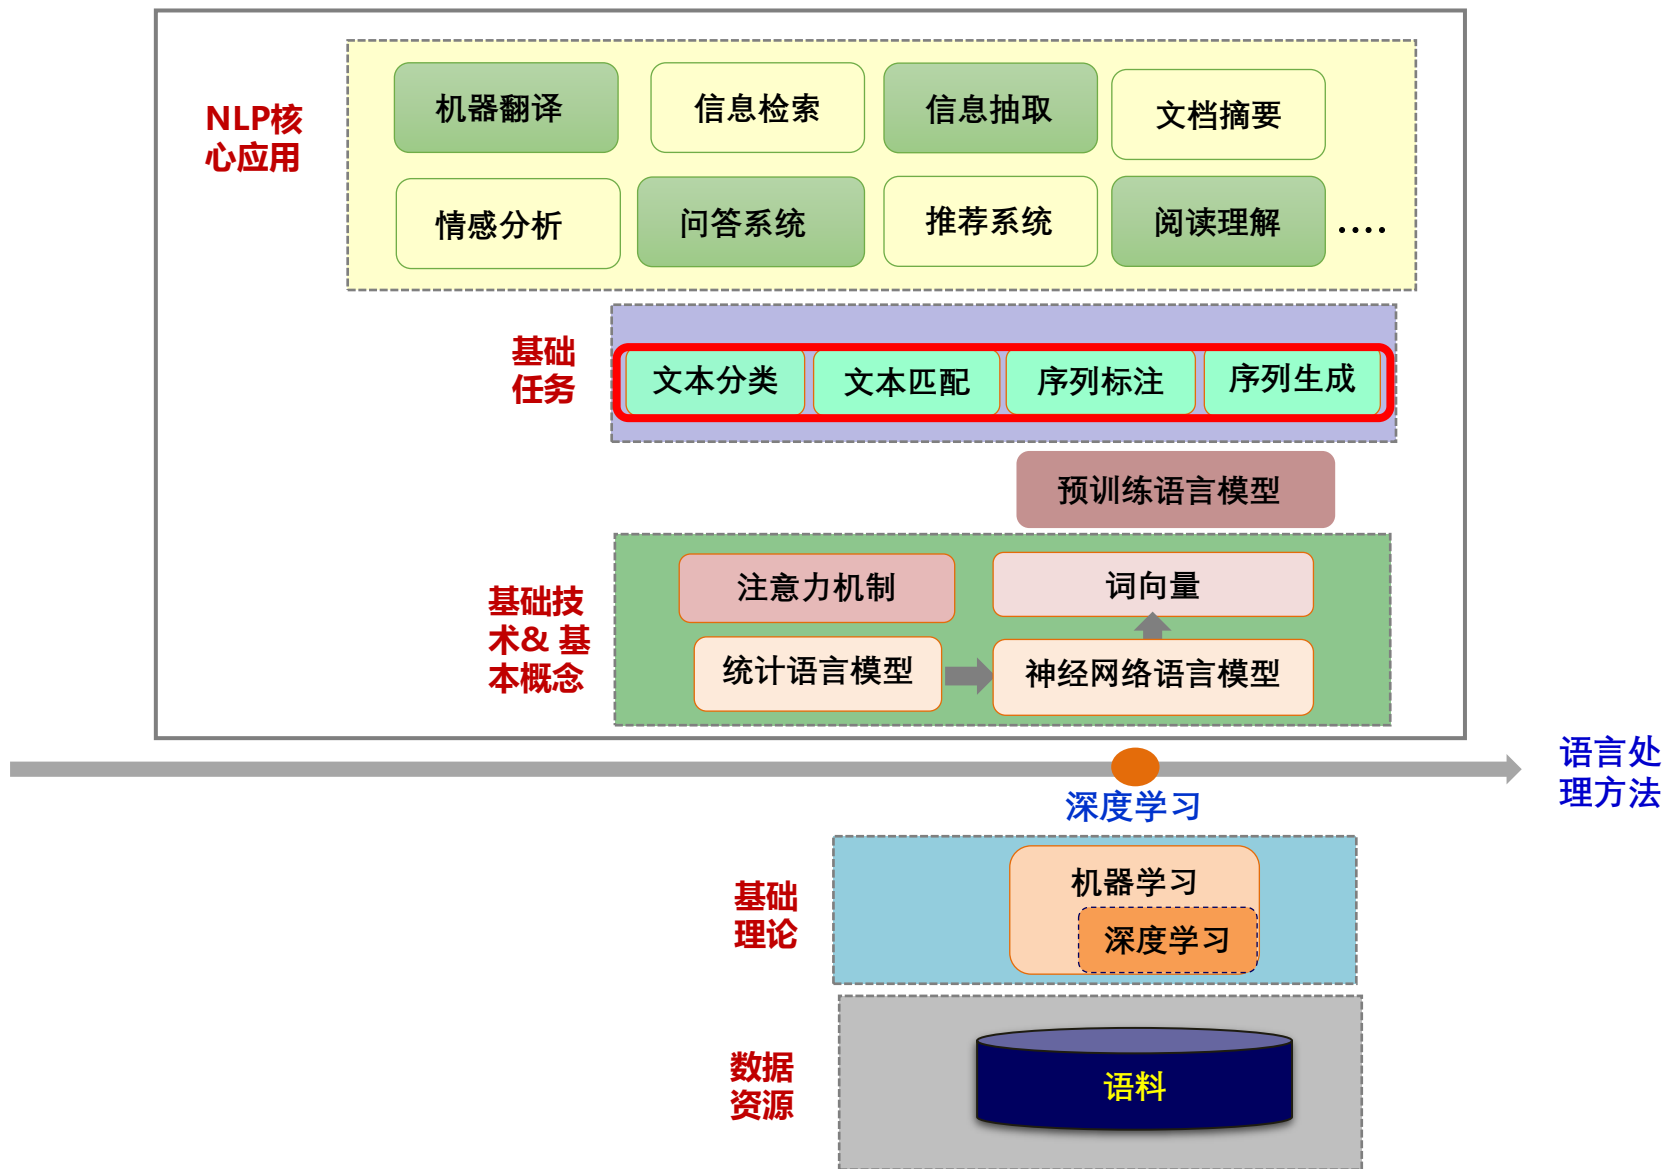 NLP核
心应用
机器翻译
信息检索
信息抽取
文档摘要
情感分析
问答系统
推荐系统
阅读理解
....
基础
任务
文本分类
文本匹配
序列标注
序列生成
预训练语言模型
基础技
术& 基
本概念
注意力机制
词向量
统计语言模型
神经网络语言模型
语言处
理方法
深度学习
基础
理论
机器学习
深度学习
数据
资源
语料